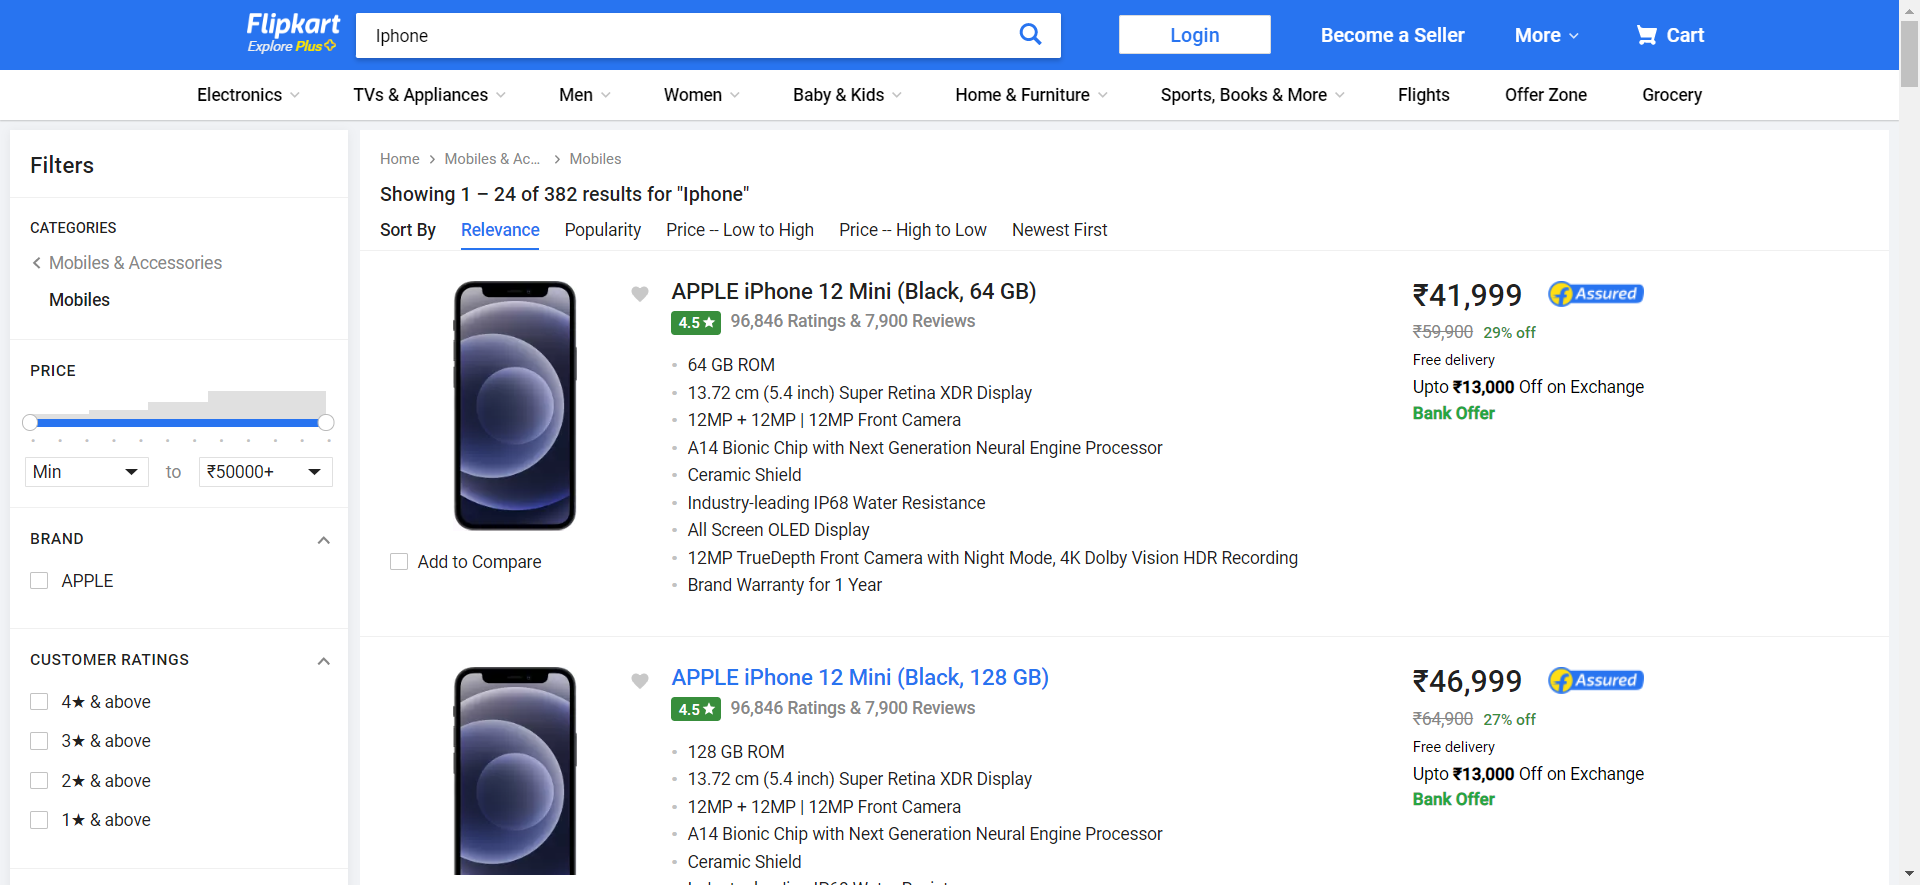 Flipkart
Explore Plus
Iphone
Login
Become a Seller
More
Cart
Electronics
TVs & Appliances
Men
Women
Baby & Kids
Home & Furniture
Sports, Books & More
Flights
Offer Zone
Grocery
Filters
CATEGORIES
Mobiles & Accessories
Mobiles
PRICE
Min
to
₹50000+
BRAND
APPLE
CUSTOMER RATINGS
4★ & above
3★ & above
2★ & above
1★ & above
Home
Mobiles & Ac...
Mobiles
Showing 1 – 24 of 382 results for "Iphone"
Sort By
Relevance
Popularity
Price -- Low to High
Price -- High to Low
Newest First
APPLE iPhone 12 Mini (Black, 64 GB)
4.5★ 96,846 Ratings & 7,900 Reviews
64 GB ROM
13.72 cm (5.4 inch) Super Retina XDR Display
12MP + 12MP | 12MP Front Camera
A14 Bionic Chip with Next Generation Neural Engine Processor
Ceramic Shield
Industry-leading IP68 Water Resistance
All Screen OLED Display
12MP TrueDepth Front Camera with Night Mode, 4K Dolby Vision HDR Recording
Brand Warranty for 1 Year
Add to Compare
₹41,999
Assured
₹59,900 29% off
Free delivery
Upto ₹13,000 Off on Exchange
Bank Offer
APPLE iPhone 12 Mini (Black, 128 GB)
4.5★ 96,846 Ratings & 7,900 Reviews
128 GB ROM
13.72 cm (5.4 inch) Super Retina XDR Display
12MP + 12MP | 12MP Front Camera
A14 Bionic Chip with Next Generation Neural Engine Processor
Ceramic Shield
₹46,999
Assured
₹64,900 27% off
Free delivery
Upto ₹13,000 Off on Exchange
Bank Offer